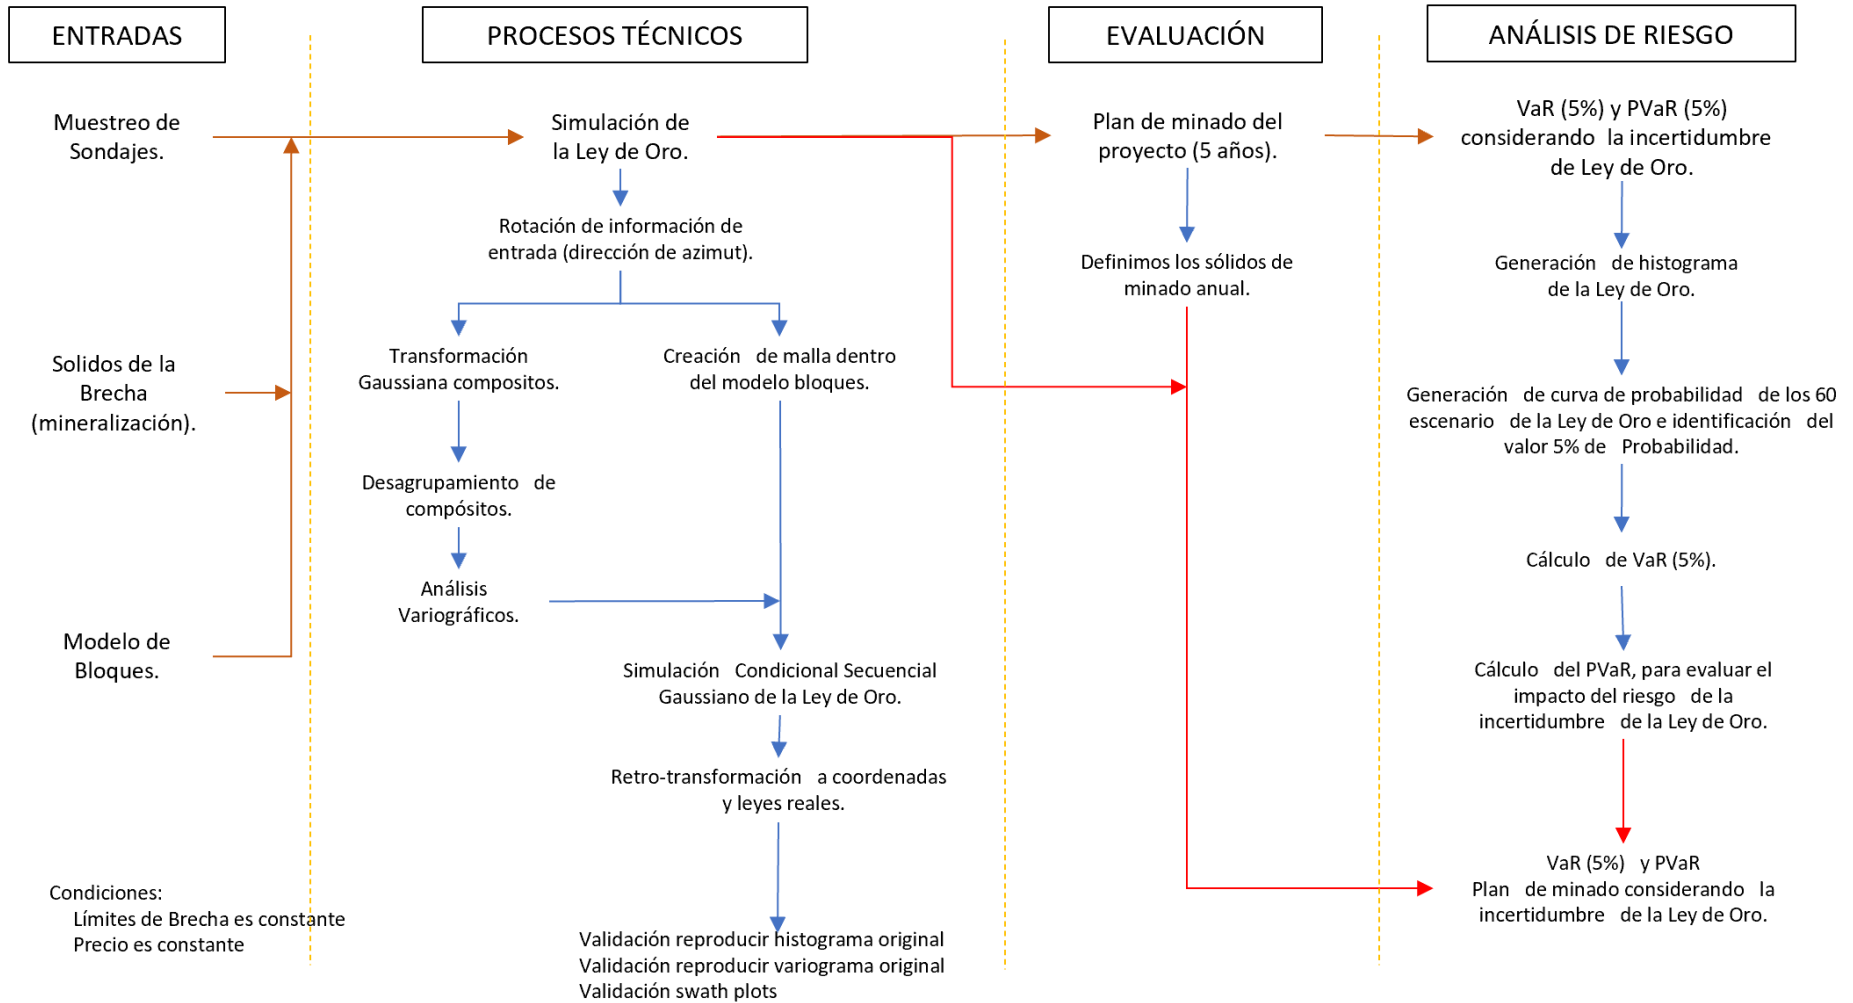 ENTRADAS
Muestreo de
Sondajes.
Solidos de la
Brecha
(mineralización).
Modelo de
Bloques.
Condiciones:
Límites de Brecha es constante
Precio es constante
PROCESOS TÉCNICOS
Simulación de
la Ley de Oro.
Rotación de información de
entrada (dirección de azimut).
Transformación
Gaussiana compositos.
Desagrupamiento de
compósitos.
Análisis
Variográficos.
Creación de malla dentro
del modelo bloques.
Simulación Condicional Secuencial
Gaussiano de la Ley de Oro.
Retro-transformación a coordenadas
y leyes reales.
Validación reproducir histograma original
Validación reproducir variograma original
Validación swath plots
EVALUACIÓN
Plan de minado del
proyecto (5 años).
Definimos los sólidos de
minado anual.
ANÁLISIS DE RIESGO
VaR (5%) y PVaR (5%)
considerando la incertidumbre
de Ley de Oro.
Generación de histograma
de la Ley de Oro.
Generación de curva de probabilidad de los 60
escenario de la Ley de Oro e identificación del
valor 5% de Probabilidad.
Cálculo de VaR (5%).
Cálculo del PVaR, para evaluar el
impacto del riesgo de la
incertidumbre de la Ley de Oro.
VaR (5%) y PVaR
Plan de minado considerando la
incertidumbre de la Ley de Oro.